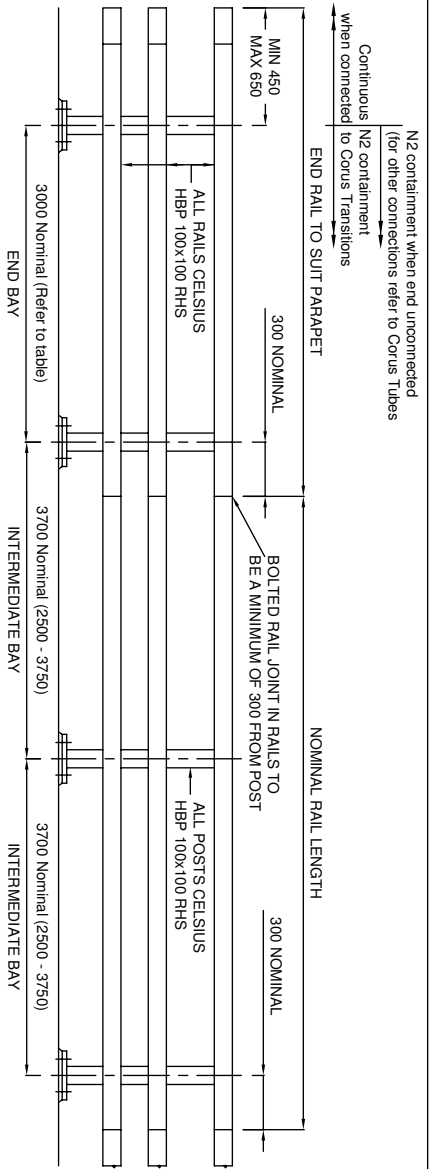 N2 containment when end unconnected
(for other connections refer to Corus Tubes
Continuous
when connected
N2 containment
to Corus Transitions
END RAIL TO SUIT PARAPET
NOMINAL RAIL LENGTH
MIN 450
MAX 650
300 NOMINAL
BOLTED RAIL JOINT IN RAILS TO
BE A MINIMUM OF 300 FROM POST
300 NOMINAL
ALL RAILS CELSIUS
HBP 100x100 RHS
ALL POSTS CELSIUS
HBP 100x100 RHS
3000 Nominal (Refer to table)
END BAY
3700 Nominal (2500 - 3750)
INTERMEDIATE BAY
3700 Nominal (2500 - 3750)
INTERMEDIATE BAY